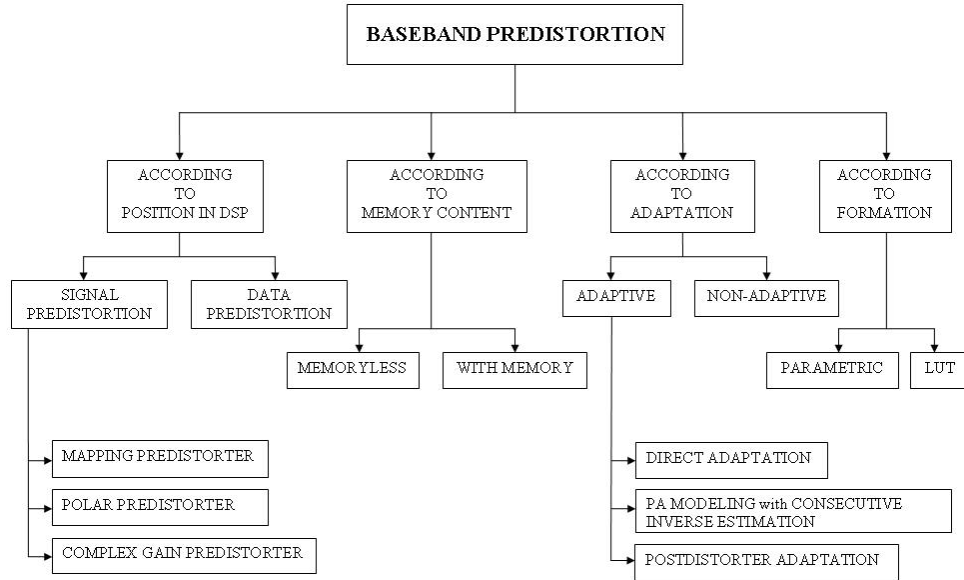 BASEBAND PREDISTORTION
ACCORDING
TO
POSITION IN DSP
ACCORDING
TO
MEMORY CONTENT
ACCORDING
TO
ADAPTATION
ACCORDING
TO
FORMATION
SIGNAL
PREDISTORTION
DATA
PREDISTORTION
ADAPTIVE
NON-ADAPTIVE
MEMORYLESS
WITH MEMORY
PARAMETRIC
LUT
MAPPING PREDISTORTER
POLAR PREDISTORTER
COMPLEX GAIN PREDISTORTER
DIRECT ADAPTATION
PA MODELING with CONSECUTIVE
INVERSE ESTIMATION
POSTDISTORTER ADAPTATION